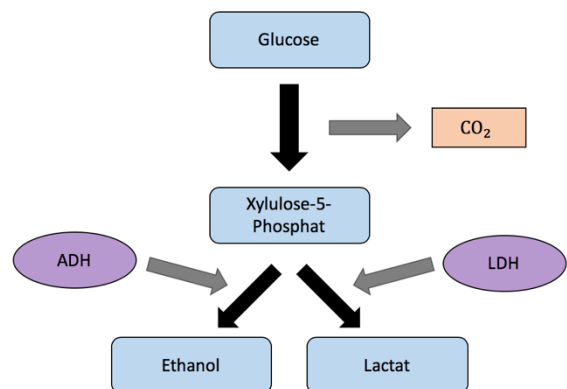 Glucose
CO₂
Xylulose-5-
Phosphat
ADH
LDH
Ethanol
Lactat